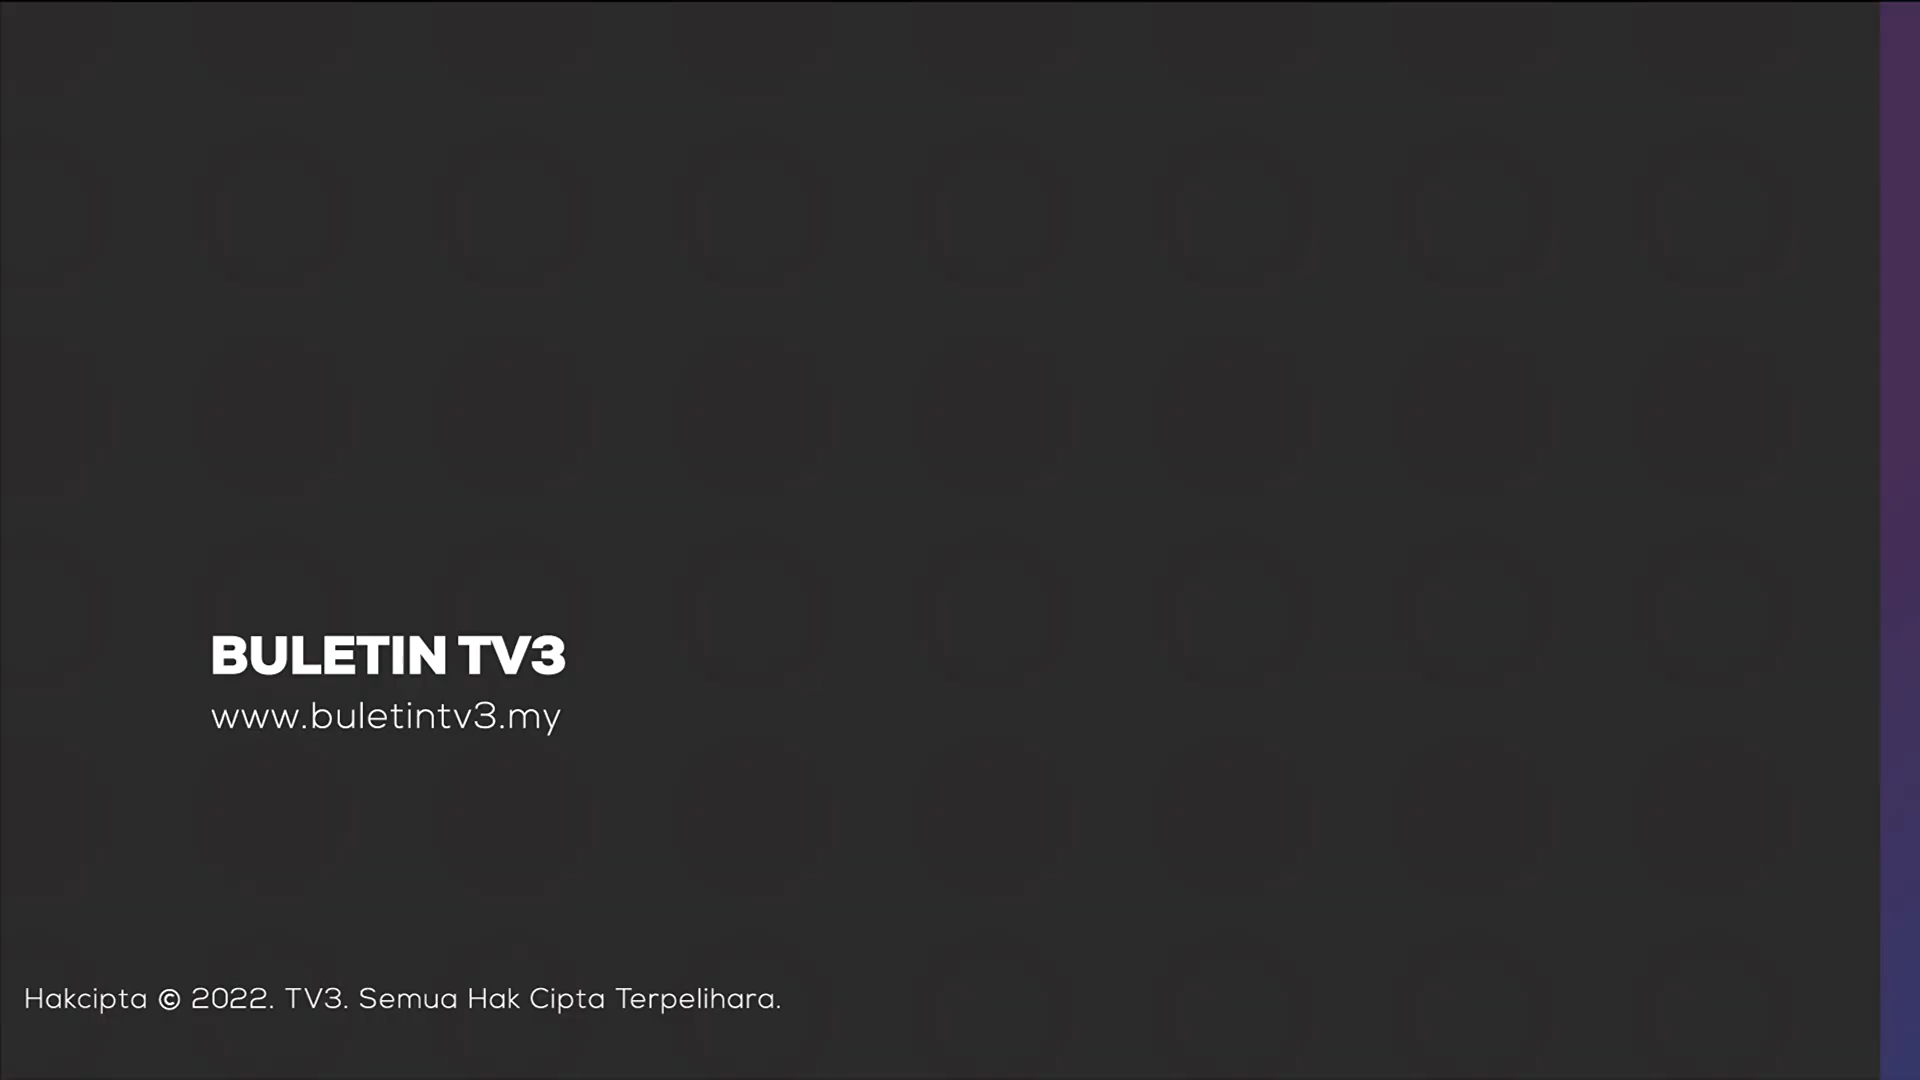 BULETIN TV3
www.buletintv3.my
Hakcipta © 2022. TV3. Semua Hak Cipta Terpelihara.